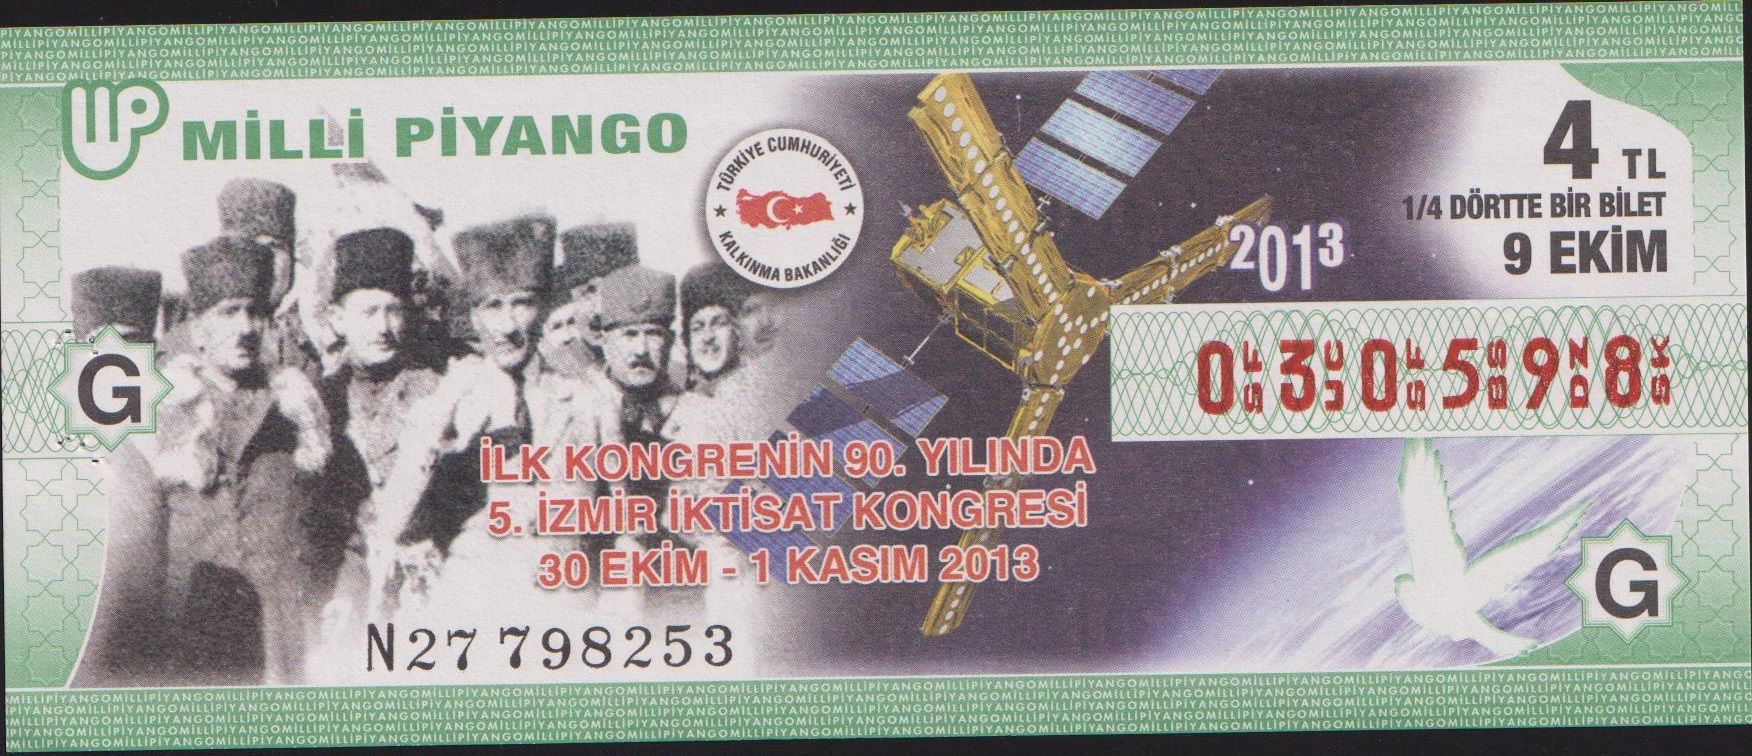 MİLLİ PİYANGO
TÜRKİYE CUMHURİYETİ
KALKINMA BAKANLIĞI
2013
4 TL
1/4 DÖRTTE BİR BİLET
9 EKİM
030598
G
İLK KONGRENİN 90. YILINDA
5. İZMİR İKTİSAT KONGRESİ
30 EKİM - 1 KASIM 2013
G
N27 798253